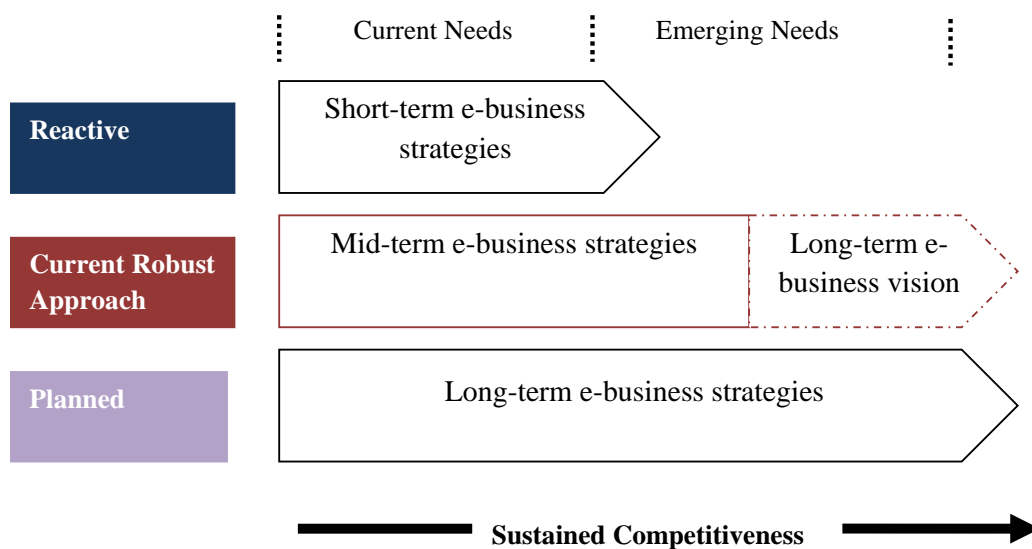 Current Needs
Emerging Needs
Reactive
Short-term e-business
strategies
Current Robust
Approach
Mid-term e-business strategies
Long-term e-
business vision
Planned
Long-term e-business strategies
Sustained Competitiveness